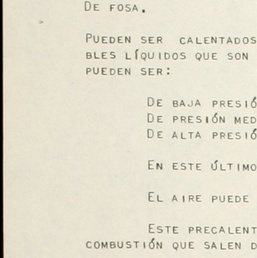 DE FOSA.
PUEDEN SER CALENTADOS
BLES LÍQUIDOS QUE SON
PUEDEN SER:
DE BAJA PRESIÓ
DE PRESIÓN MED
DE ALTA PRESIÓ
EN ESTE ÚLTIMO
EL AIRE PUEDE
ESTE PRECALENT
COMBUSTIÓN QUE SALEN D